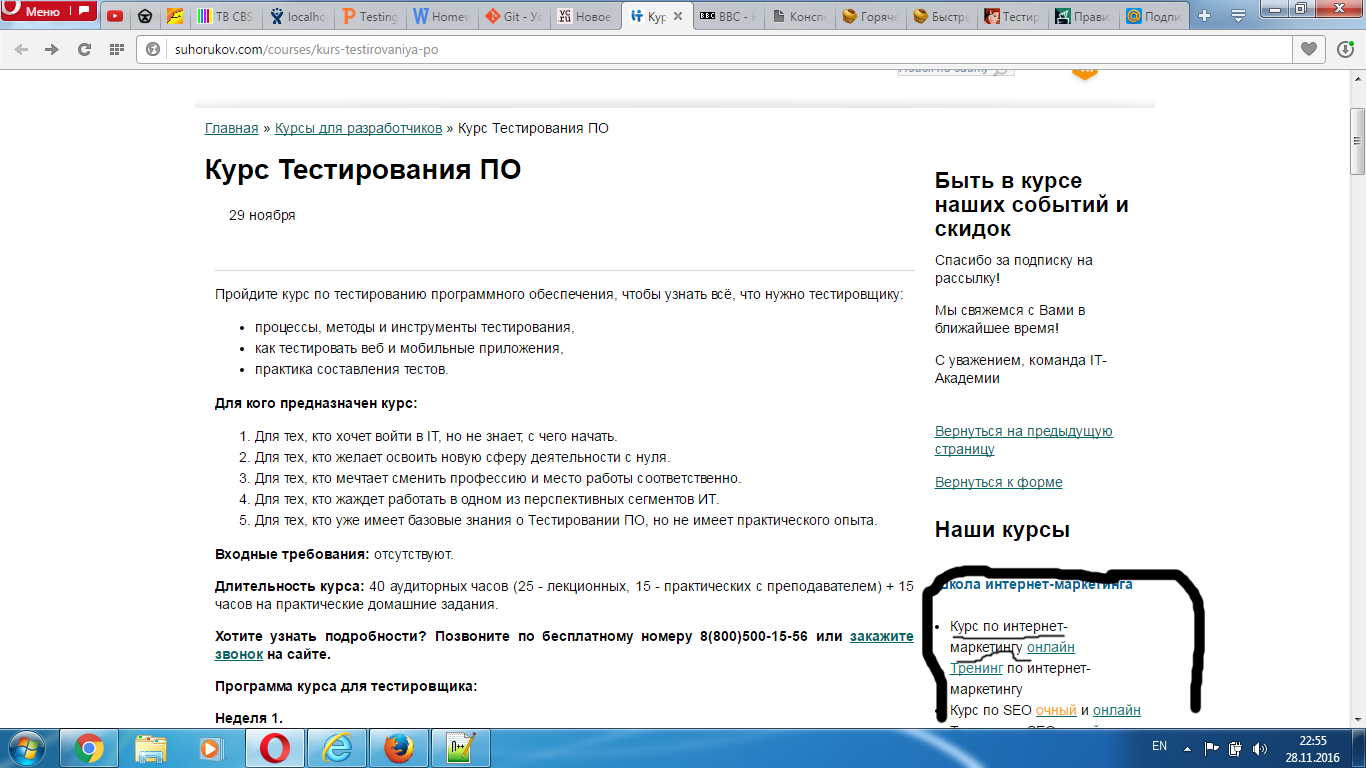 Меню
ТВ CBS
localho
Testing
Homew
Git - Ус
Новое
Кур
BBC
BBC - H
Конспе
Горяче
Быстры
Тестир
Прави
Подпи
suhorukov.com/courses/kurs-testirovaniya-po
Главная » Курсы для разработчиков » Курс Тестирования ПО
Курс Тестирования ПО
29 ноября
Пройдите курс по тестированию программного обеспечения, чтобы узнать всё, что нужно тестировщику:
• процессы, методы и инструменты тестирования,
• как тестировать веб и мобильные приложения,
• практика составления тестов.
Для кого предназначен курс:
1. Для тех, кто хочет войти в IT, но не знает, с чего начать.
2. Для тех, кто желает освоить новую сферу деятельности с нуля.
3. Для тех, кто мечтает сменить профессию и место работы соответственно.
4. Для тех, кто жаждет работать в одном из перспективных сегментов ИТ.
5. Для тех, кто уже имеет базовые знания о Тестировании ПО, но не имеет практического опыта.
Входные требования: отсутствуют.
Длительность курса: 40 аудиторных часов (25 - лекционных, 15 - практических с преподавателем) + 15
часов на практические домашние задания.
Хотите узнать подробности? Позвоните по бесплатному номеру 8(800)500-15-56 или закажите
звонок на сайте.
Программа курса для тестировщика:
Неделя 1.
Быть в курсе
наших событий и
скидок
Спасибо за подписку на
рассылку!
Мы свяжемся с Вами в
ближайшее время!
С уважением, команда IT-
Академии
Вернуться на предыдущую
страницу
Вернуться к форме
Наши курсы
Школа интернет-маркетинга
• Курс по интернет-
маркетингу онлайн
Тренинг по интернет-
маркетингу
• Курс по SEO очный и онлайн
EN
22:55
28.11.2016